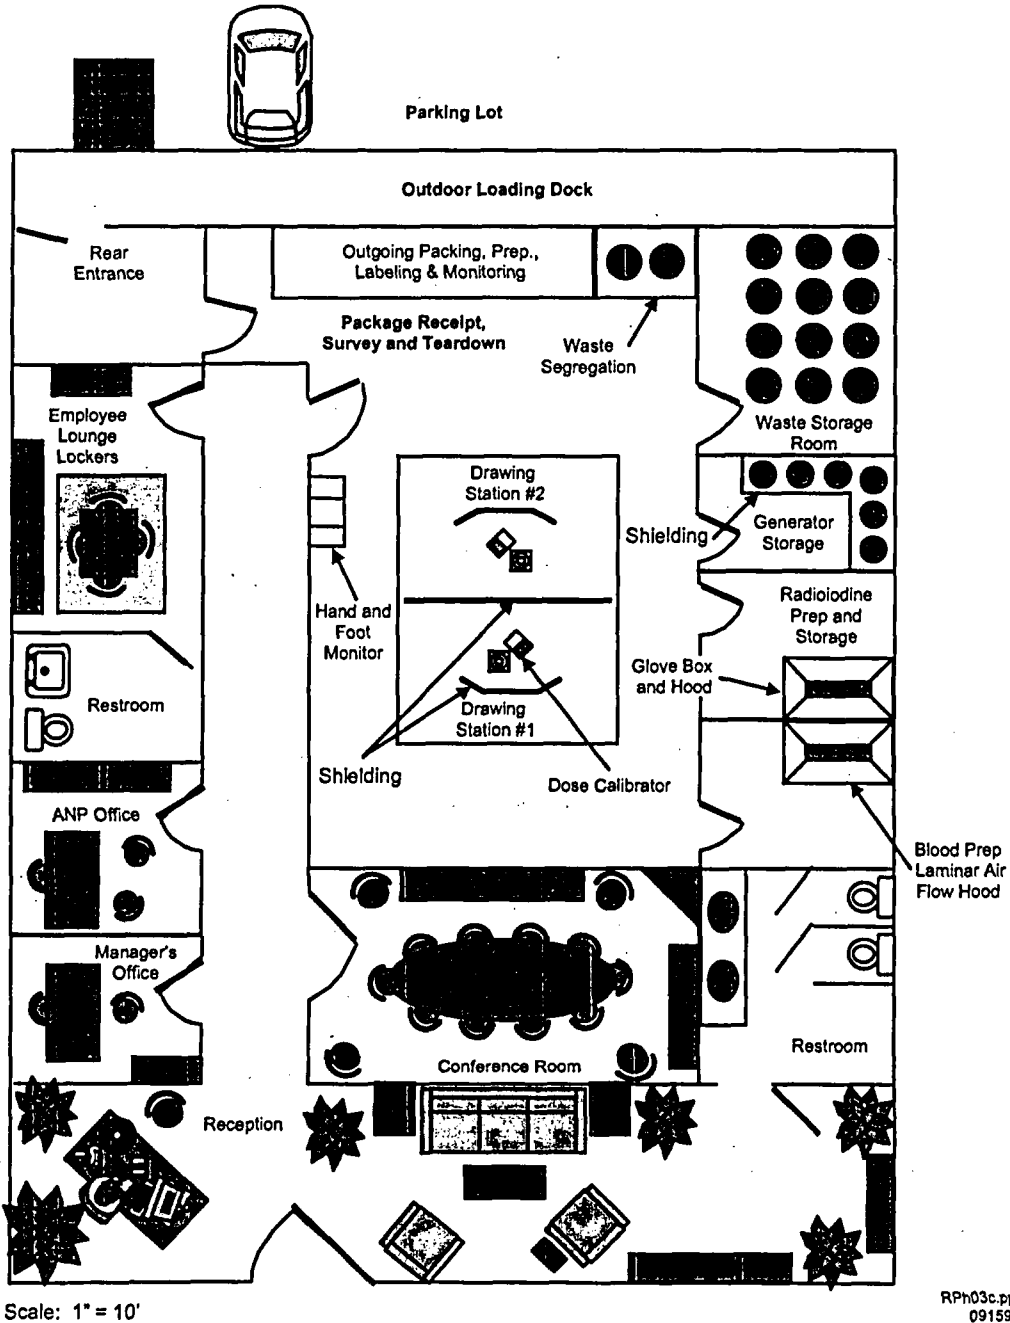 Parking Lot
Outdoor Loading Dock
Rear
Entrance
Outgoing Packing, Prep.,
Labeling & Monitoring
Package Receipt,
Survey and Teardown
Waste
Segregation
Waste Storage
Room
Employee
Lounge
Lockers
Drawing
Station #2
Shielding
Generator
Storage
Hand and
Foot
Monitor
Radioiodine
Prep and
Storage
Glove Box
and Hood
Restroom
Drawing
Station #1
Shielding
Dose Calibrator
ANP Office
Blood Prep
Laminar Air
Flow Hood
Manager's
Office
Conference Room
Restroom
Reception
Scale: 1" = 10'
RPh03c.pp
09159